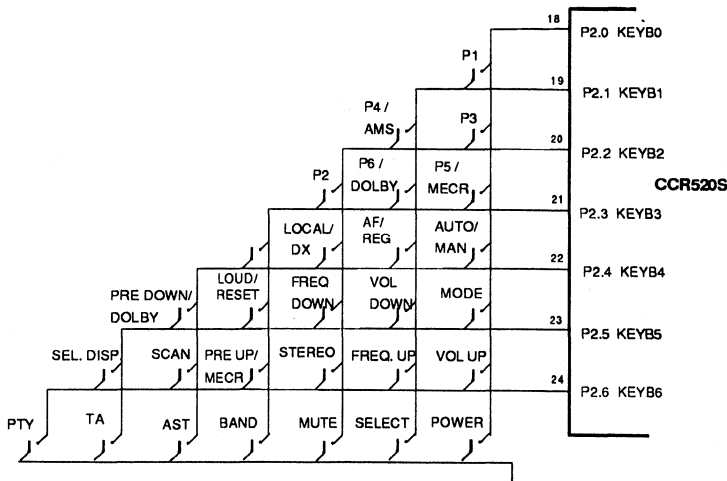 18
P2.0 KEYB0
P1
19
P2.1 KEYB1
P4 /
AMS
P3
20
P2.2 KEYB2
P2
P6 /
DOLBY
P5 /
MECR
CCR520S
21
P2.3 KEYB3
LOCAL/
DX
AF/
REG
AUTO/
MAN
22
P2.4 KEYB4
PRE DOWN/
DOLBY
LOUD/
RESET
FREQ
DOWN
VOL
DOWN
MODE
23
P2.5 KEYB5
SEL. DISP
SCAN
PRE UP/
MECR
STEREO
FREQ. UP
VOL UP
24
P2.6 KEYB6
PTY
TA
AST
BAND
MUTE
SELECT
POWER